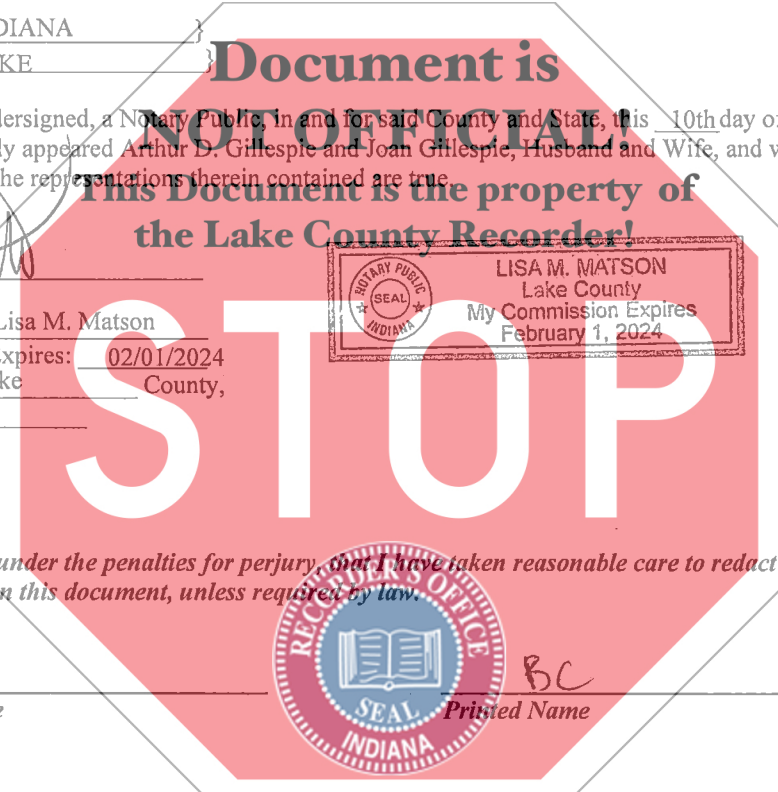 DIANA }
KE }
Document is
dersigned, a Notary Public, in and for said County and State, this 10th day of
NOT OFFICIAL!
ly appeared Arthur D. Gillespie and Joan Gillespie, Husband and Wife, and w
he representations therein contained are true.
This Document is the property of
the Lake County Recorder!
NOTARY PUBLIC
SEAL
INDIANA
LISA M. MATSON
Lake County
My Commission Expires
February 1, 2024
Lisa M. Matson
xpires: 02/01/2024
ke County,
STOP
under the penalties for perjury, that I have taken reasonable care to redact
n this document, unless required by law.
RECORDER'S OFFICE
SEAL
INDIANA
BC
e Printed Name